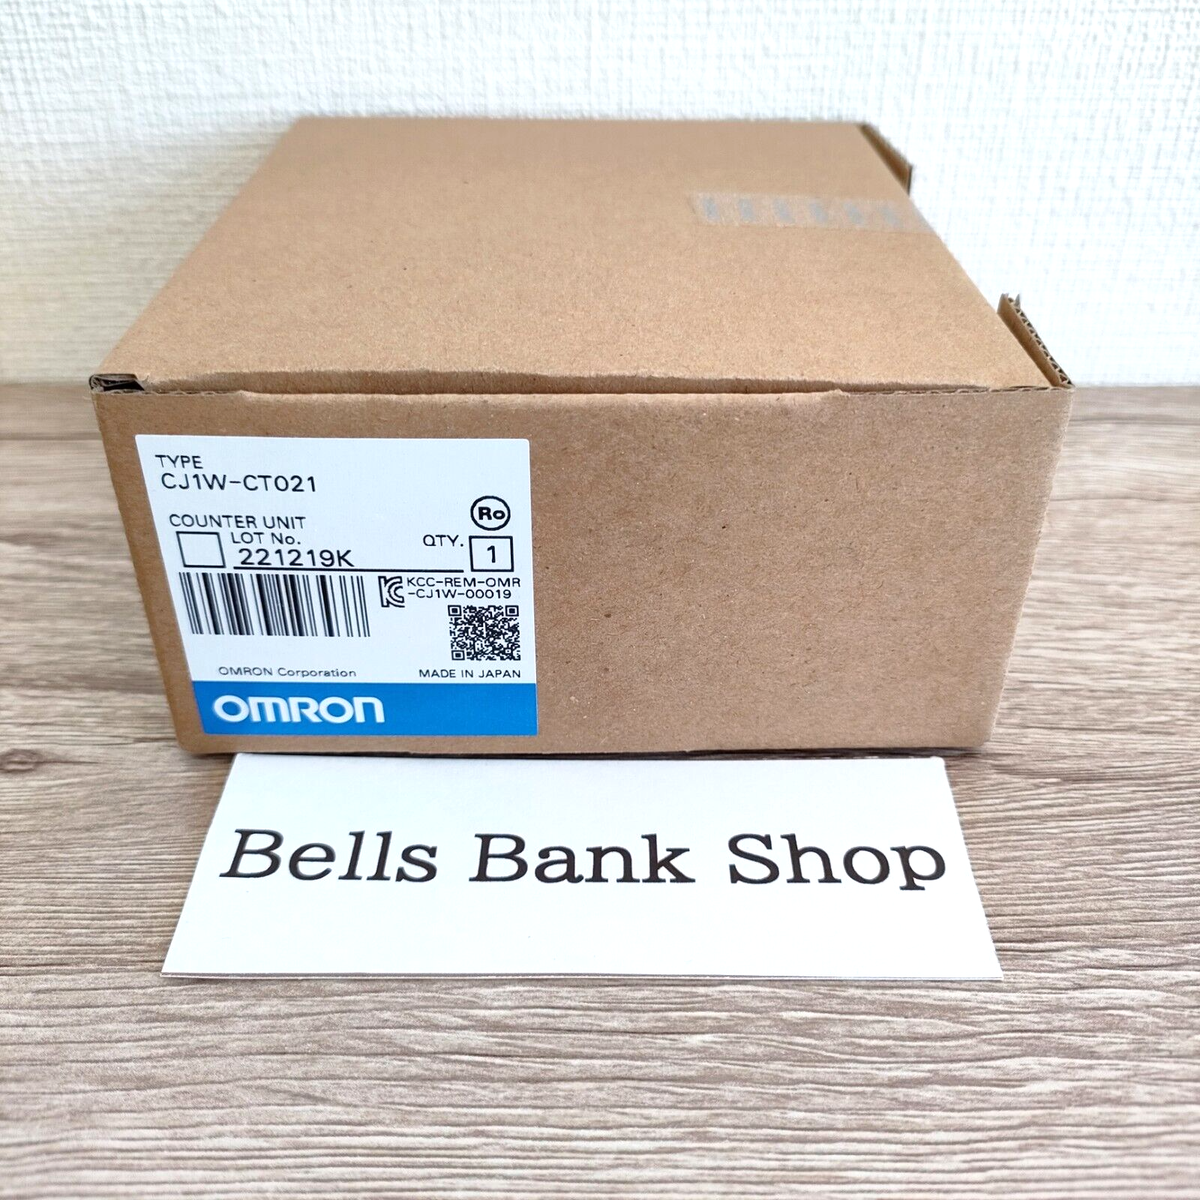 TYPE
CJ1W-CT021
COUNTER UNIT
Ro
LOT No.
QTY.
221219K
1
KCC-REM-OMR
-CJ1W-00019
OMRON Corporation
MADE IN JAPAN
OMRON
Bells Bank Shop